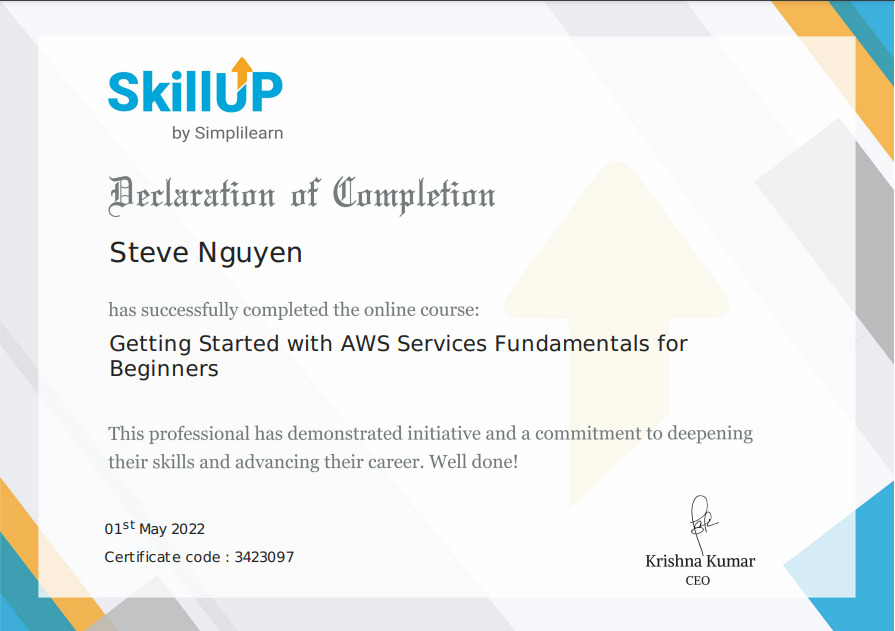 SkillUP
by Simplilearn
Declaration of Completion
Steve Nguyen
has successfully completed the online course:
Getting Started with AWS Services Fundamentals for
Beginners
This professional has demonstrated initiative and a commitment to deepening
their skills and advancing their career. Well done!
01st May 2022
Certificate code : 3423097
Krishna Kumar
CEO